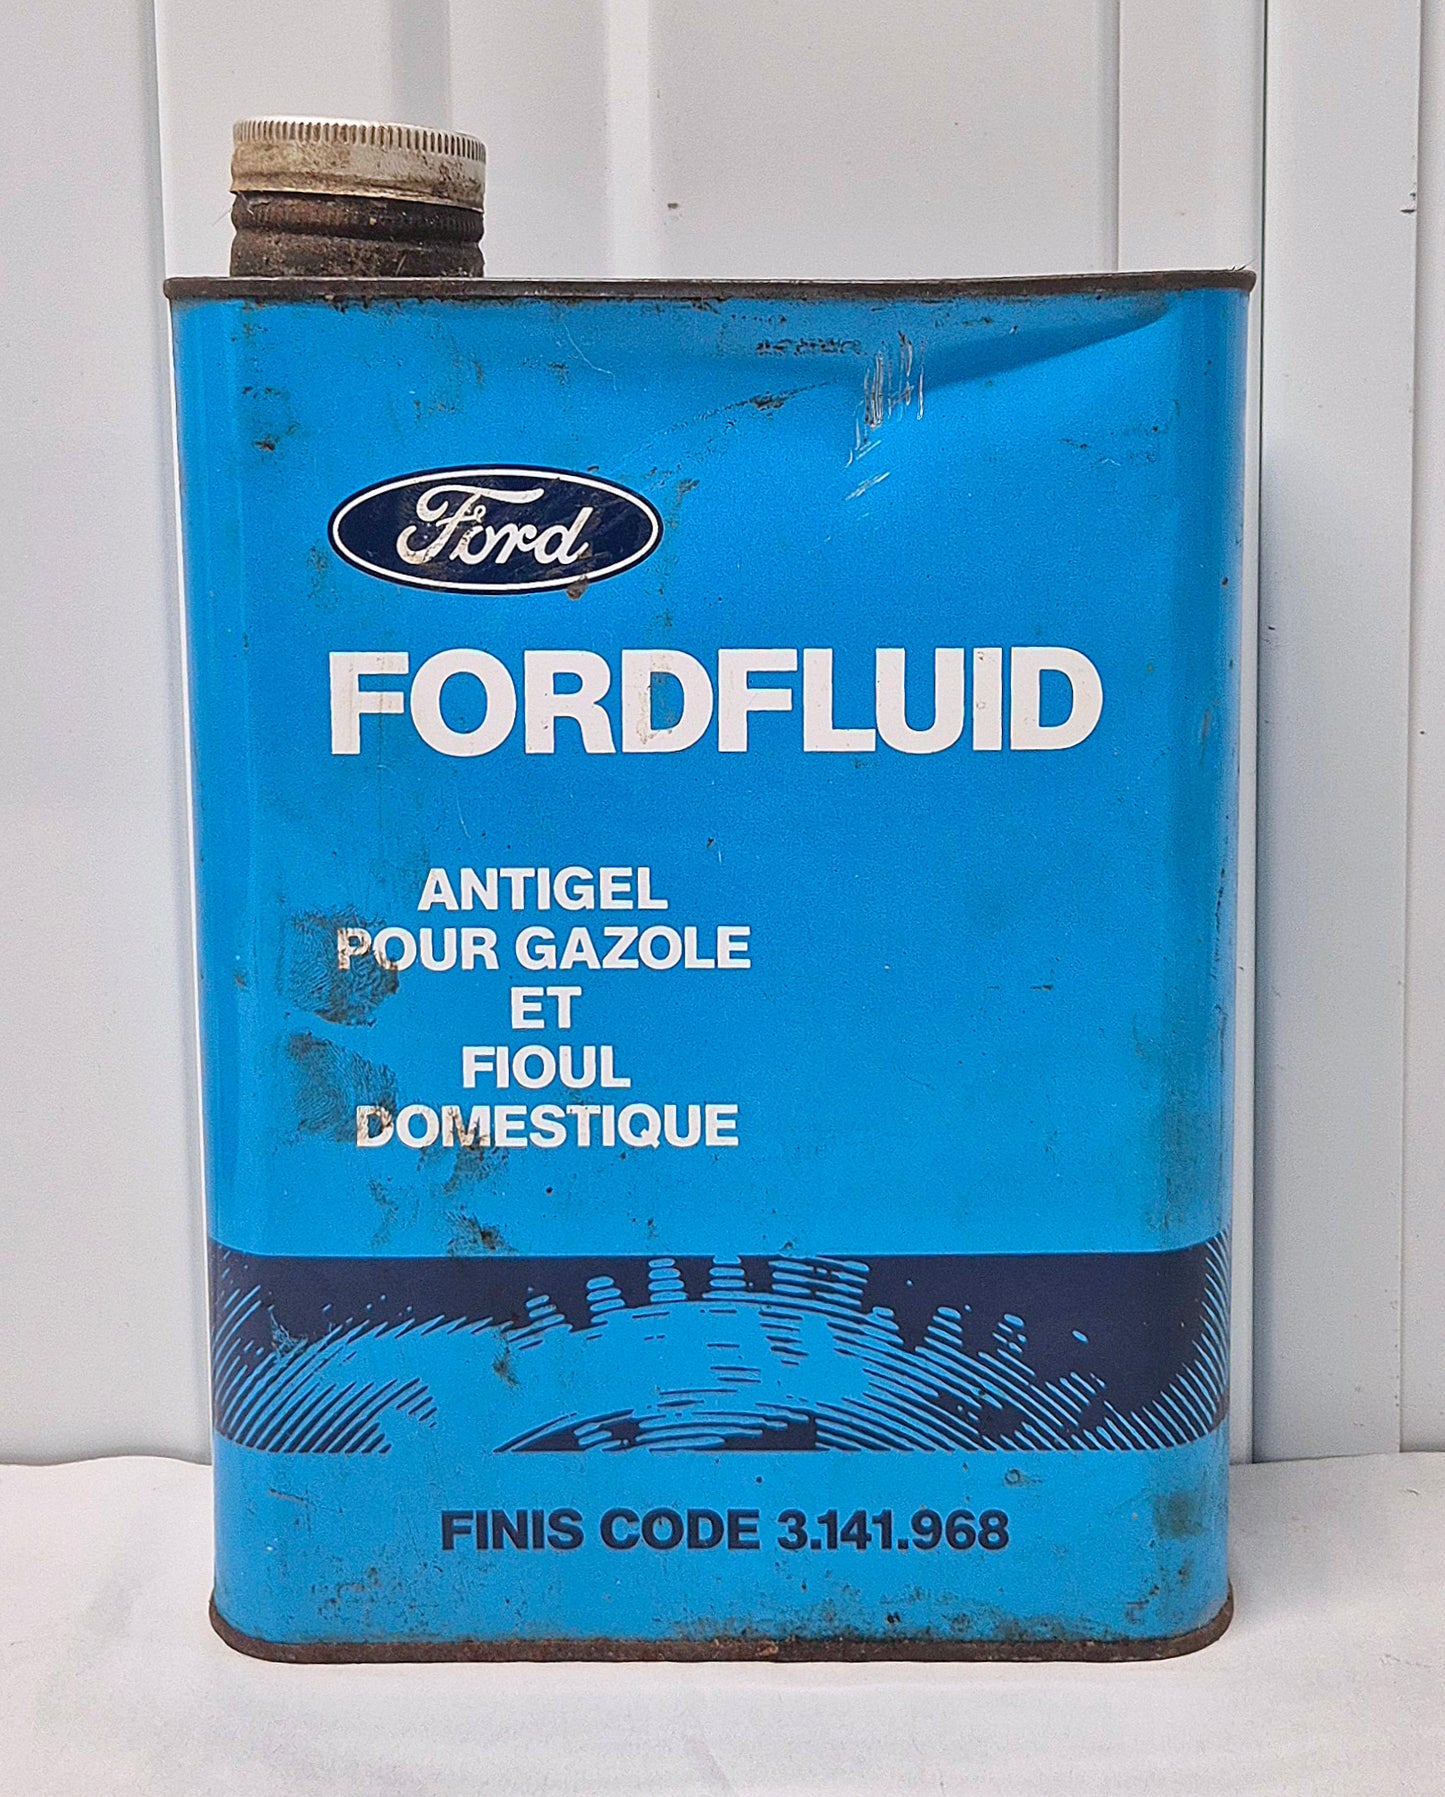 Ford
FORDFLUID
ANTIGEL
POUR GAZOLE
ET
FIOUL
DOMESTIQUE
FINIS CODE 3.141.968